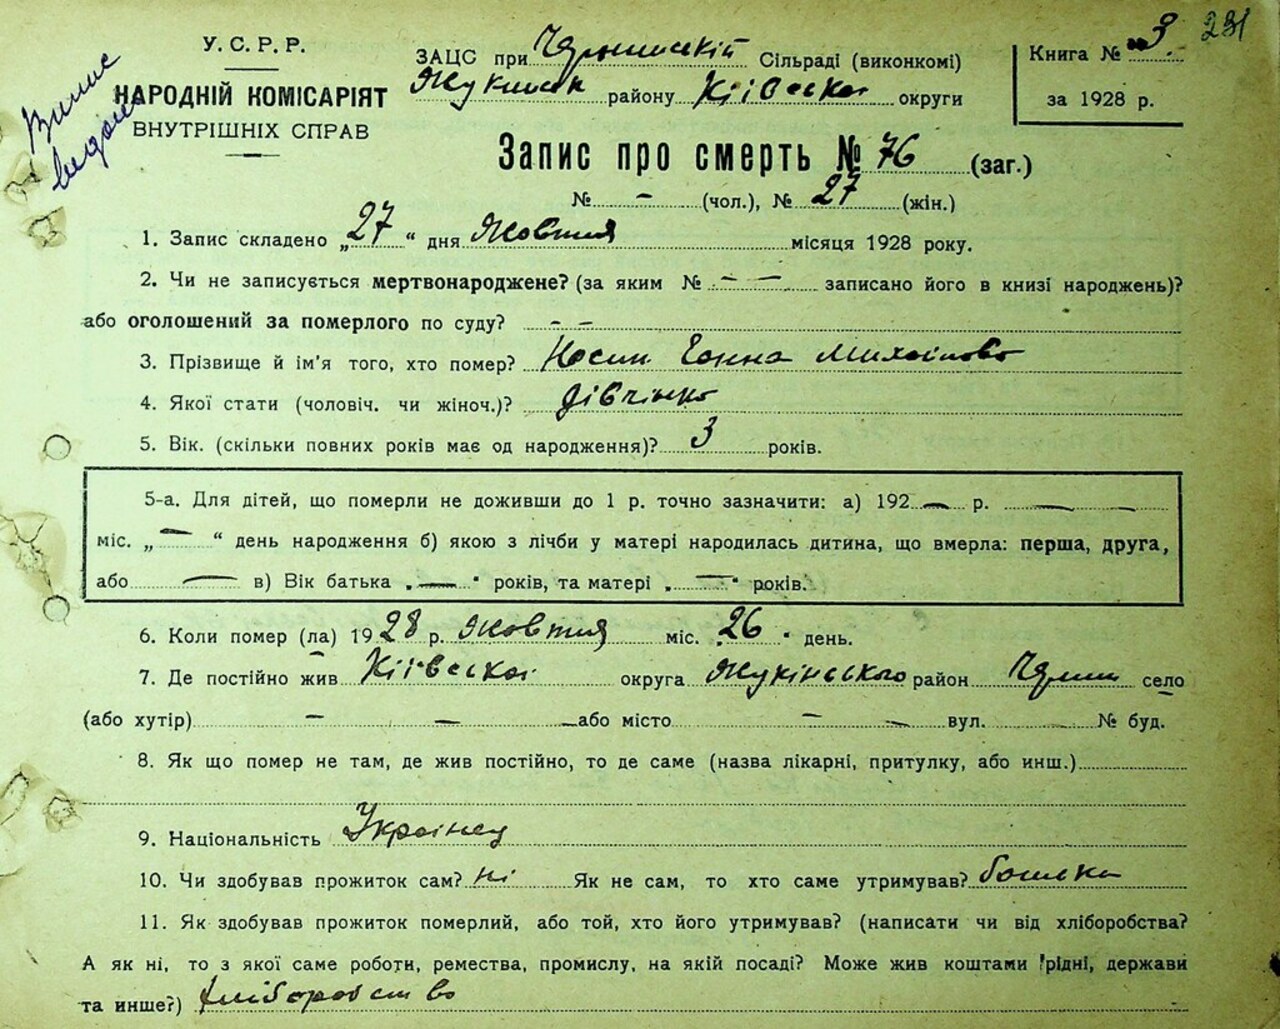 231
Випис
видано
У. С. Р. Р.
НАРОДНІЙ КОМІСАРІЯТ
ВНУТРІШНІХ СПРАВ
ЗАЦС при Сільраді (виконкомі)
району Київської округи
Книга № 3
за 1928 р.
Запис про смерть № 76 (заг.)
№ – (чол.), № 27 (жін.)
1. Запис складено „27“ дня Жовтня місяця 1928 року.
2. Чи не записується мертвонароджене? (за яким № – – записано його в книзі народжень)?
або оголошений за померлого по суду? – –
3. Прізвище й ім'я того, хто помер? Носик Ганна Михайлово
4. Якої стати (чоловіч. чи жіноч.)? дівчинка
5. Вік. (скільки повних років має од народження)? 3 років.
5-а. Для дітей, що померли не доживши до 1 р. точно зазначити: а) 192 — р. — —
міс. „ — “ день народження б) якою з лічби у матері народилась дитина, що вмерла: перша, друга,
або — в) Вік батька „ — “ років, та матері „ — “ років.
6. Коли помер (ла) 1928 р. жовтня міс. „26“ день.
7. Де постійно жив Київської округа Жукінського район село
(або хутір) – – – або місто – – вул. — № буд.
8. Як що помер не там, де жив постійно, то де саме (назва лікарні, притулку, або инш.)
9. Національність Українец
10. Чи здобував прожиток сам? ні Як не сам, то хто саме утримував? батько
11. Як здобував прожиток померлий, або той, хто його утримував? (написати чи від хліборобства?
А як ні, то з якої саме роботи, ремества, промислу, на якій посаді? Може жив коштами рідні, держави
та инше?) хліборобство